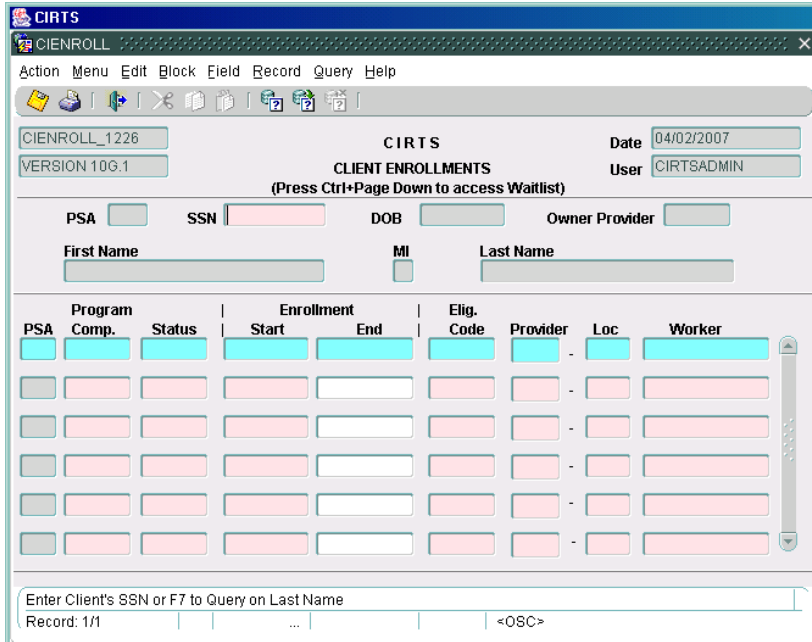 CIRTS
CIENROLL
Action Menu Edit Block Field Record Query Help
CIENROLL_1226 CIRTS Date 04/02/2007
VERSION 10G.1 CLIENT ENROLLMENTS User CIRTSADMIN
(Press Ctrl+Page Down to access Waitlist)
PSA SSN DOB Owner Provider
First Name MI Last Name
Program | Enrollment | Elig.
PSA Comp. Status | Start End | Code Provider Loc Worker
-
-
-
-
-
-
Enter Client's SSN or F7 to Query on Last Name
Record: 1/1 ... <OSC>